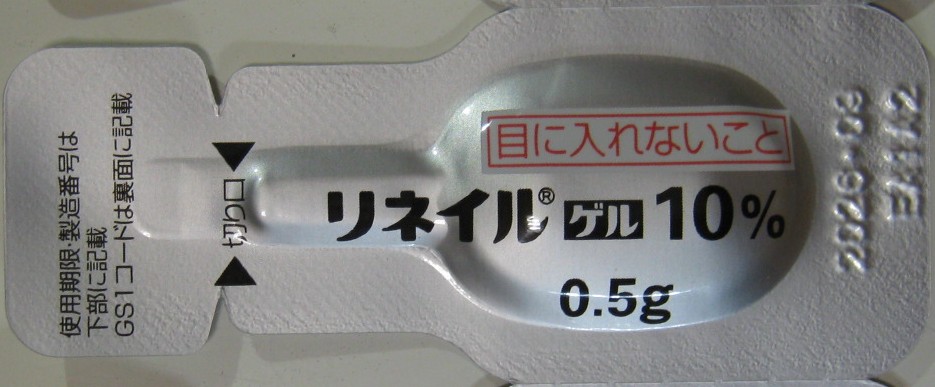 使用期限・製造番号は
下部に記載
GS1コードは裏面に記載
切り口
目に入れないこと
リネイル® ゲル 10%
0.5g
2026・08